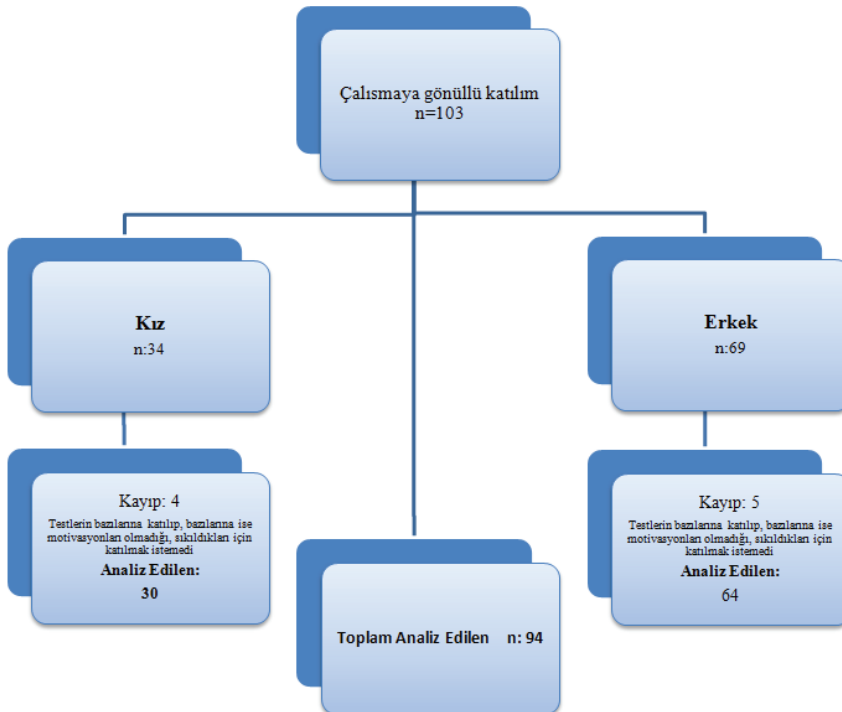 Çalısmaya gönüllü katılım
n=103
Kız
n:34
Erkek
n:69
Kayıp: 4
Testlerin bazılarına katılıp, bazılarına ise
motivasyonları olmadığı, sıkıldıkları için
katılmak istemedi
Analiz Edilen:
30
Kayıp: 5
Testlerin bazılarına katılıp, bazılarına ise
motivasyonları olmadığı, sıkıldıkları için
katılmak istemedi
Analiz Edilen:
64
Toplam Analiz Edilen n: 94